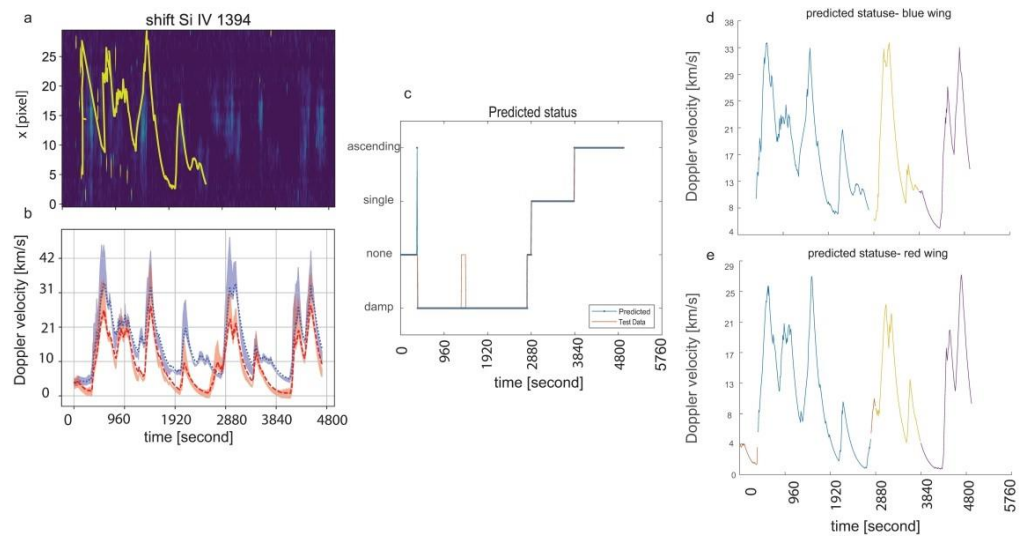 a
shift Si IV 1394
x [pixel]
25
20
15
10
5
0
b
Doppler velocity [km/s]
42
31
21
10
0
0 960 1920 2880 3840 4800
time [second]
c
Predicted status
ascending
single
none
damp
Predicted
Test Data
0 960 1920 2880 3840 4800 5760
time [second]
d
predicted statuse- blue wing
Doppler velocity [km/s]
38
33
29
25
21
16
12
8
4
e
predicted statuse- red wing
Doppler velocity [km/s]
29
25
21
17
13
8
4
0
0 960 1920 2880 3840 4800 5760
time [second]